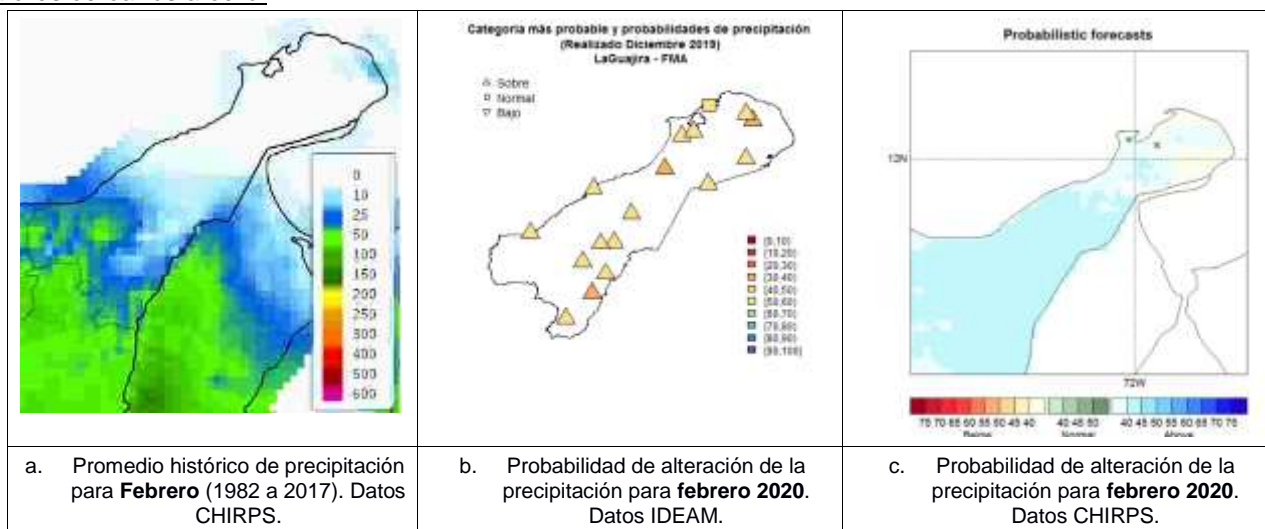 Categoría más probable y probabilidades de precipitación
(Realizado Diciembre 2019)
LaGuajira - FMA
Sobre
Normal
Bajo
0
10
25
50
100
150
200
250
300
400
500
600
[0,10)
[10,20)
[20,30)
[30,40)
[40,50)
[50,60)
[60,70)
[70,80)
[80,90)
[90,100]
Probabilistic forecasts
12N
72W
75 70 65 60 55 50 45 40 40 45 50 40 45 50 55 60 65 70 75
Below Normal Above
a. Promedio histórico de precipitación
para Febrero (1982 a 2017). Datos
CHIRPS.
b. Probabilidad de alteración de la
precipitación para febrero 2020.
Datos IDEAM.
c. Probabilidad de alteración de la
precipitación para febrero 2020.
Datos CHIRPS.